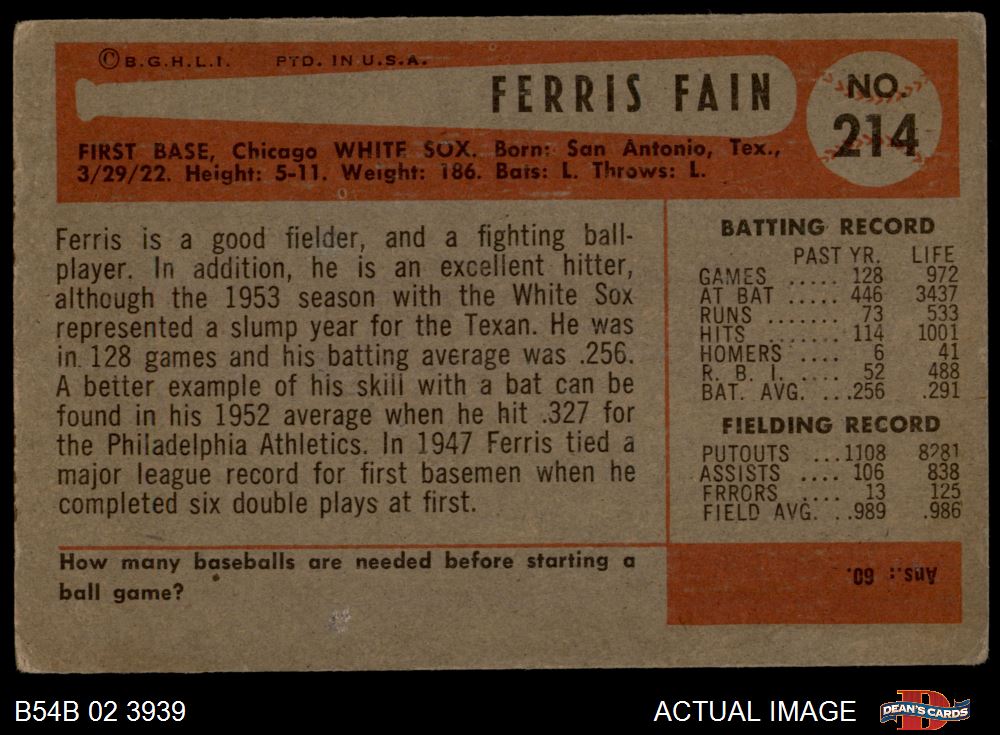 ©B.G.H.L.I. PTD. IN U.S.A.
FERRIS FAIN
NO.
214
FIRST BASE, Chicago WHITE SOX. Born: San Antonio, Tex.,
3/29/22. Height: 5-11. Weight: 186. Bats: L. Throws: L.
Ferris is a good fielder, and a fighting ball-
player. In addition, he is an excellent hitter,
although the 1953 season with the White Sox
represented a slump year for the Texan. He was
in 128 games and his batting average was .256.
A better example of his skill with a bat can be
found in his 1952 average when he hit .327 for
the Philadelphia Athletics. In 1947 Ferris tied a
major league record for first basemen when he
completed six double plays at first.
BATTING RECORD
PAST YR. LIFE
GAMES ..... 128 972
AT BAT ..... 446 3437
RUNS ....... 73 533
HITS ....... 114 1001
HOMERS .... 6 41
R. B. I. .... 52 488
BAT. AVG. ...256 .291
FIELDING RECORD
PUTOUTS ...1108 8281
ASSISTS .... 106 838
ERRORS .... 13 125
FIELD AVG. ..989 .986
How many baseballs are needed before starting a
ball game?
Ans.: 60.
B54B 02 3939
ACTUAL IMAGE
D
DEAN'S CARDS